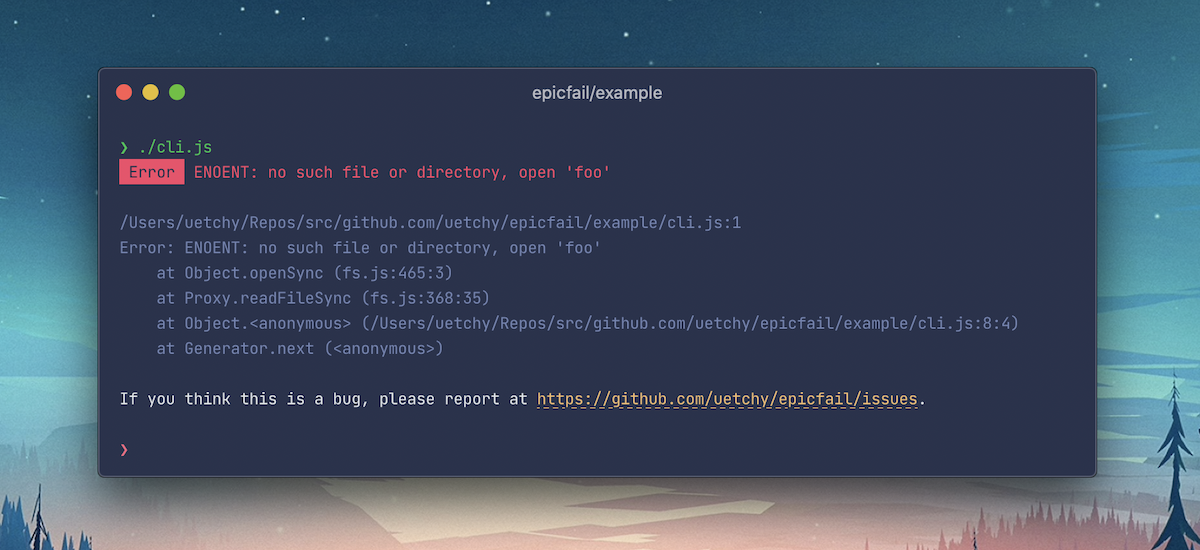 epicfail/example
❯ ./cli.js
Error ENOENT: no such file or directory, open 'foo'
/Users/uetchy/Repos/src/github.com/uetchy/epicfail/example/cli.js:1
Error: ENOENT: no such file or directory, open 'foo'
at Object.openSync (fs.js:465:3)
at Proxy.readFileSync (fs.js:368:35)
at Object.<anonymous> (/Users/uetchy/Repos/src/github.com/uetchy/epicfail/example/cli.js:8:4)
at Generator.next (<anonymous>)
If you think this is a bug, please report at https://github.com/uetchy/epicfail/issues.
❯